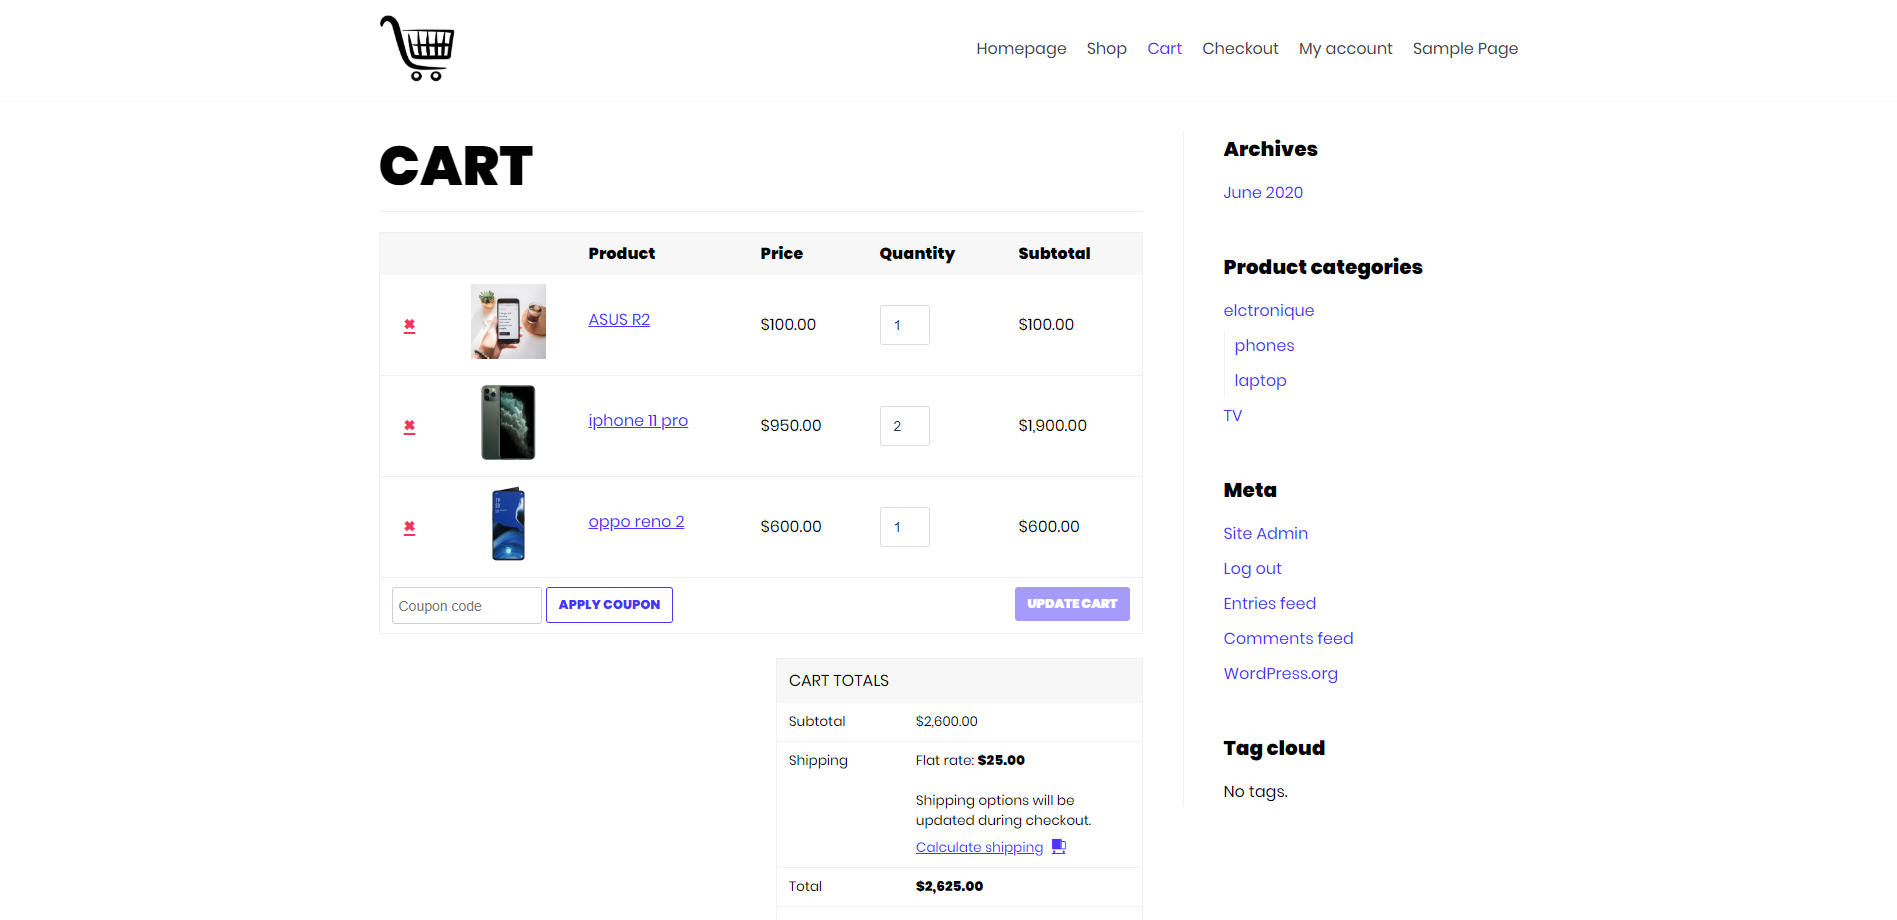 Homepage Shop Cart Checkout My account Sample Page
CART
Product Price Quantity Subtotal
ASUS R2 $100.00 1 $100.00
iphone 11 pro $950.00 2 $1,900.00
oppo reno 2 $600.00 1 $600.00
Coupon code APPLY COUPON UPDATE CART
CART TOTALS
Subtotal $2,600.00
Shipping Flat rate: $25.00
Shipping options will be
updated during checkout.
Calculate shipping
Total $2,625.00
Archives
June 2020
Product categories
elctronique
phones
laptop
TV
Meta
Site Admin
Log out
Entries feed
Comments feed
WordPress.org
Tag cloud
No tags.